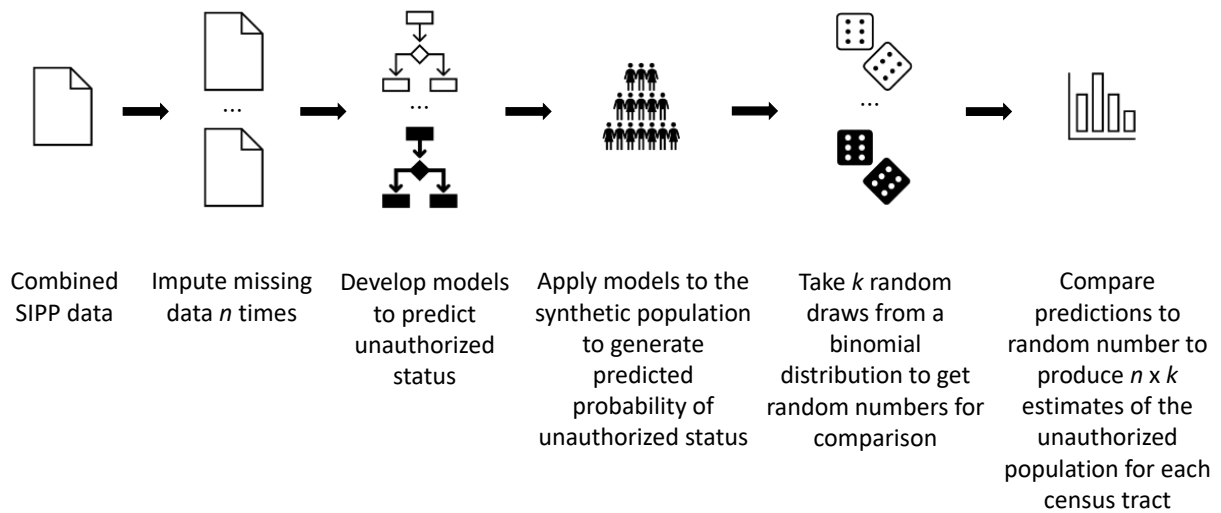 ...
...
...
Combined
SIPP data
Impute missing
data n times
Develop models
to predict
unauthorized
status
Apply models to the
synthetic population
to generate
predicted
probability of
unauthorized status
Take k random
draws from a
binomial
distribution to get
random numbers for
comparison
Compare
predictions to
random number to
produce n x k
estimates of the
unauthorized
population for each
census tract